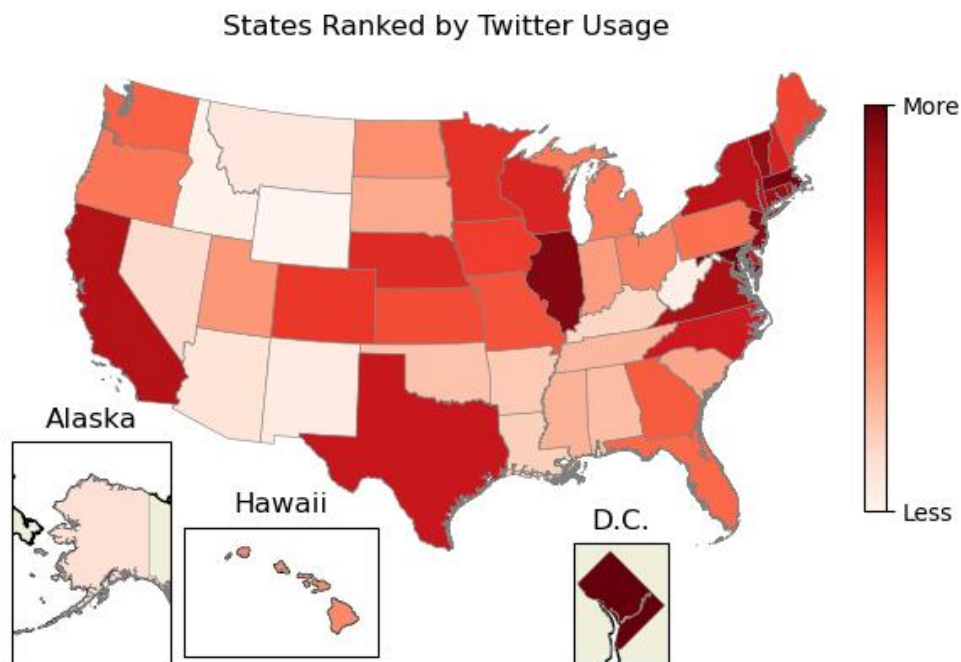 States Ranked by Twitter Usage
More
Less
Alaska
Hawaii
D.C.